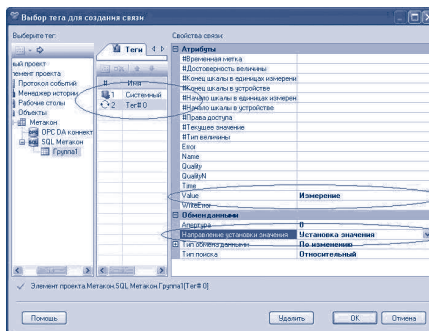 Выбор тега для создания связи
Выберите тег:
ый проект
лемент проекта
Протокол событий
Менеджер истории
Рабочие столы
Объекты
Метакон
OPC DA коннект
SQL Метакон
Группа1
Теги
# Имя
1 Системный
2 Тег# 0
Свойства связи:
Атрибуты
#Временная метка
#Достоверность величины
#Конец шкалы в единицах измерени
#Конец шкалы в устройстве
#Начало шкалы в единицах измерен
#Начало шкалы в устройстве
#Права доступа
#Текущее значение
#Тип величины
Error
Name
Quality
QualityN
Time
Value Измерение
WriteError
Обмен данными
Апертура 0
Направление установки значения Установка значения
Тип обмена данными По изменению
Тип поиска Относительный
Элемент проекта.Метакон.SQL Метакон.Группа1(Тег# 0)
Помощь Удалить OK Отмена